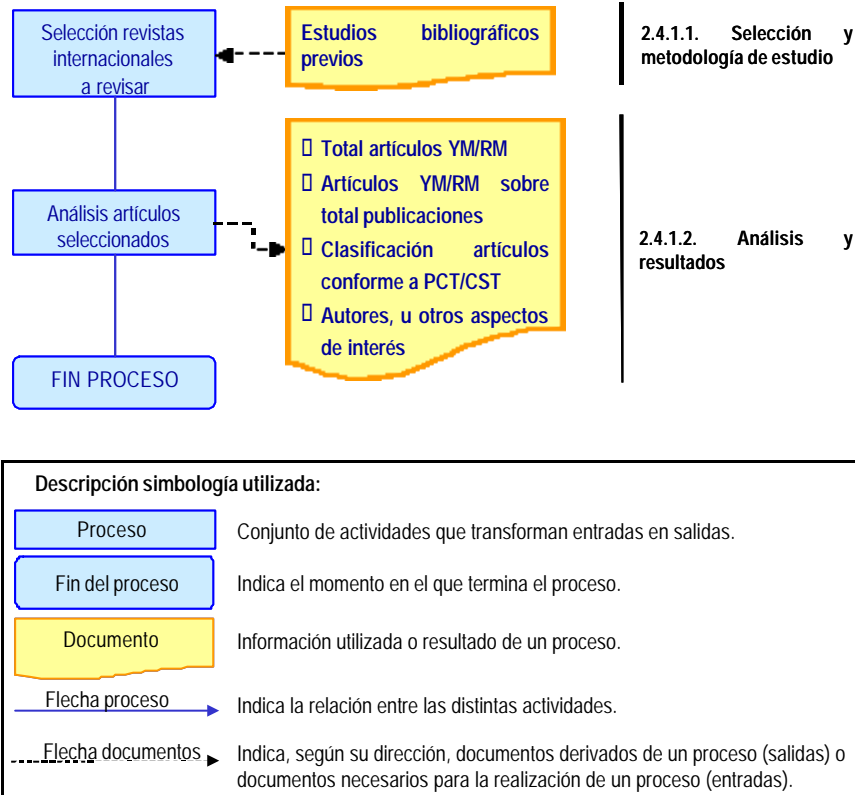 Selección revistas
internacionales
a revisar
Estudios bibliográficos
previos
2.4.1.1. Selección y
metodología de estudio
Análisis artículos
seleccionados
Total artículos YM/RM
Artículos YM/RM sobre
total publicaciones
Clasificación artículos
conforme a PCT/CST
Autores, u otros aspectos
de interés
2.4.1.2. Análisis y
resultados
FIN PROCESO
Descripción simbología utilizada:
Proceso
Conjunto de actividades que transforman entradas en salidas.
Fin del proceso
Indica el momento en el que termina el proceso.
Documento
Información utilizada o resultado de un proceso.
Flecha proceso
Indica la relación entre las distintas actividades.
Flecha documentos
Indica, según su dirección, documentos derivados de un proceso (salidas) o
documentos necesarios para la realización de un proceso (entradas).